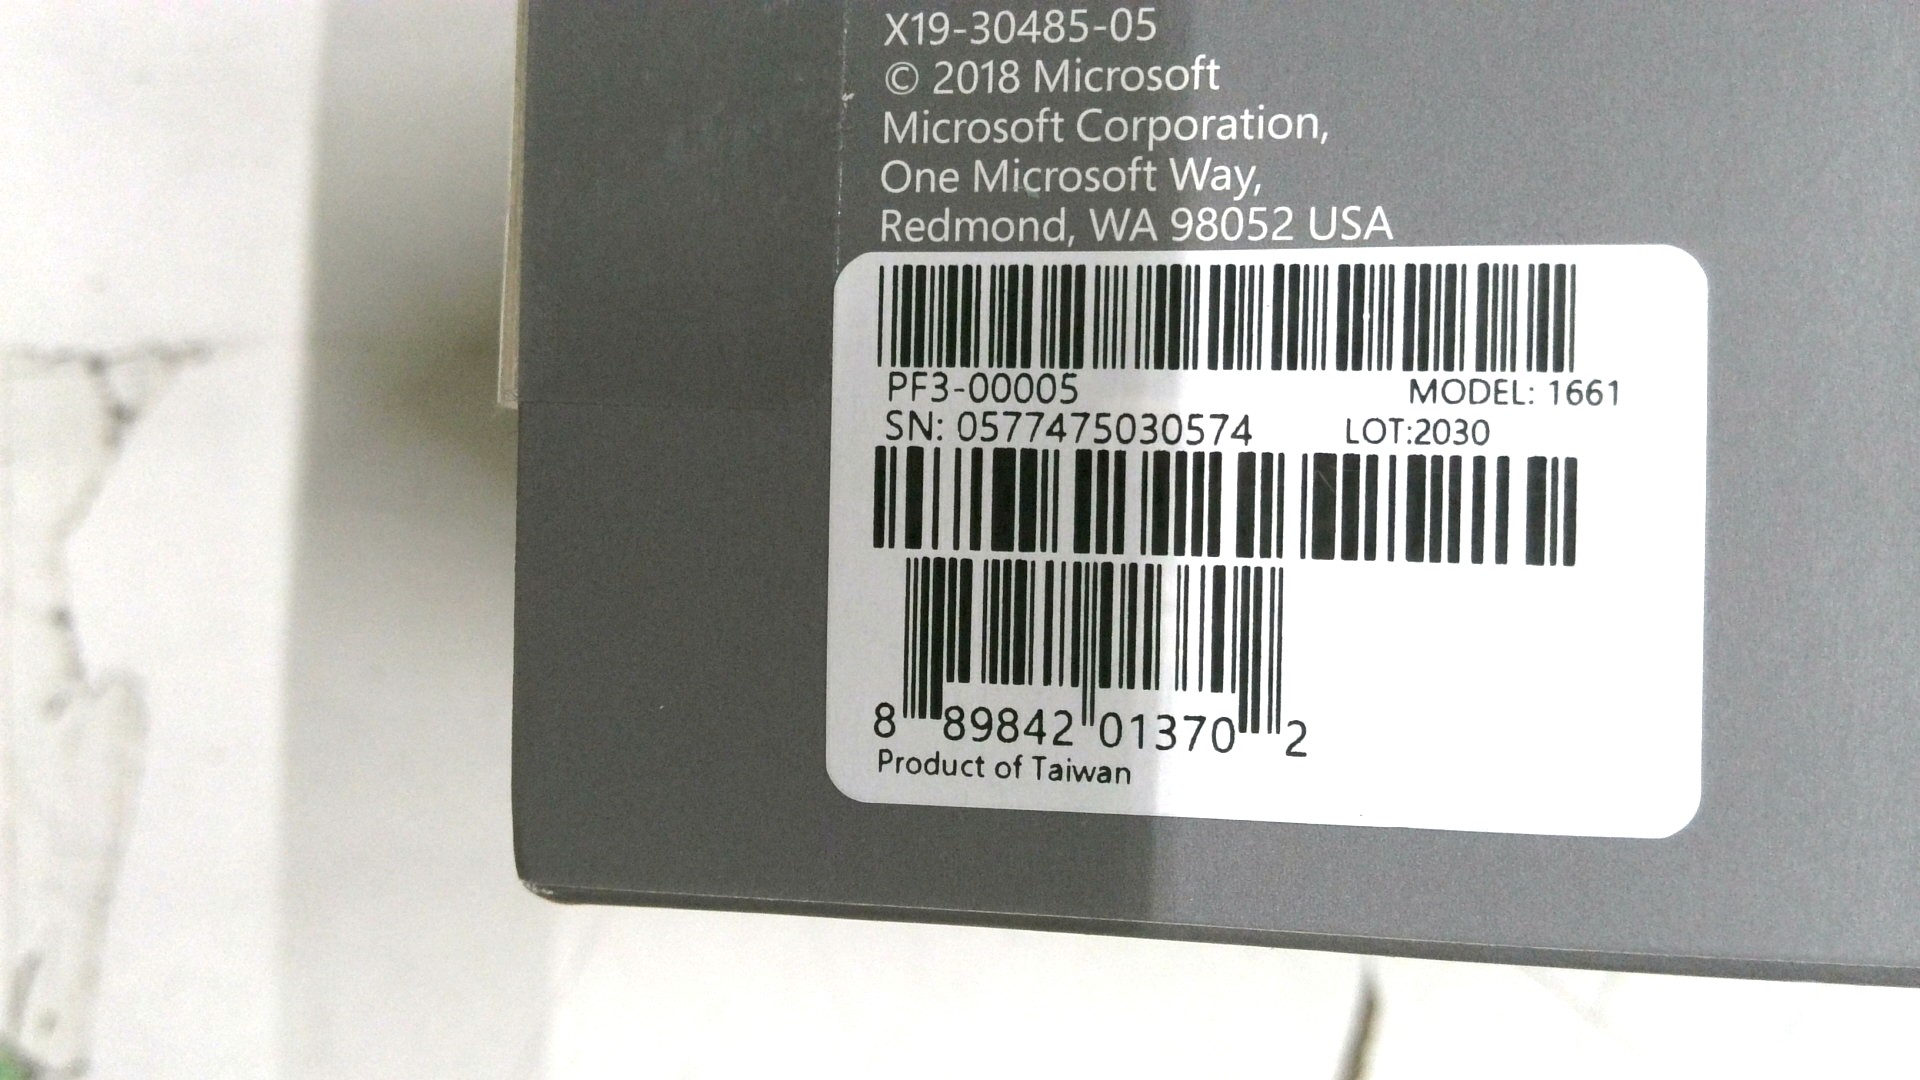 X19-30485-05
© 2018 Microsoft
Microsoft Corporation,
One Microsoft Way,
Redmond, WA 98052 USA
PF3-00005 MODEL: 1661
SN: 0577475030574 LOT:2030
8 89842 01370 2
Product of Taiwan